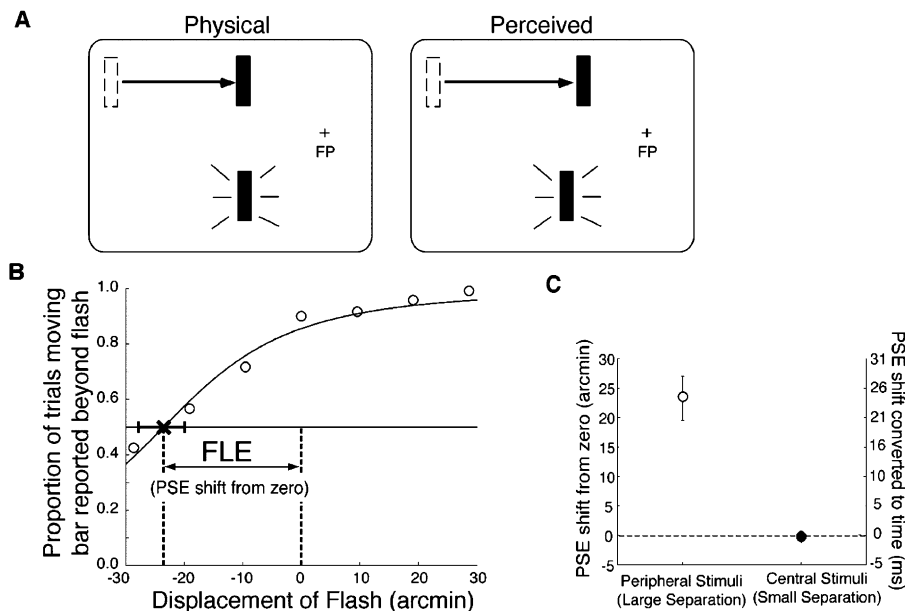 A
Physical
Perceived
+
FP
+
FP
B
Proportion of trials moving
bar reported beyond flash
1.0
0.8
0.6
0.4
0.2
0.0
FLE
(PSE shift from zero)
-30
-20
-10
0
10
20
30
Displacement of Flash (arcmin)
C
PSE shift from zero (arcmin)
30
25
20
15
10
5
0
-5
31
26
21
16
10
5
0
-5
PSE shift converted to time (ms)
Peripheral Stimuli
(Large Separation)
Central Stimuli
(Small Separation)